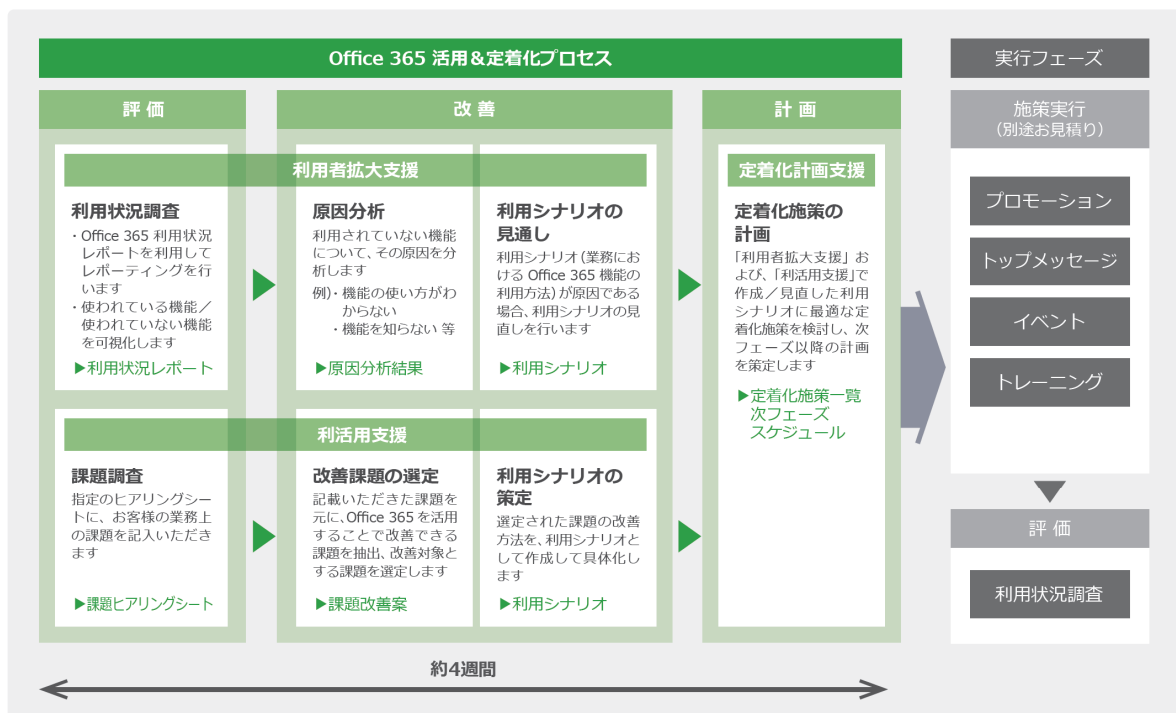 Office 365 活用&定着化プロセス
評 価
改 善
計 画
利用者拡大支援
利用状況調査
・Office 365 利用状況
レポートを利用して
レポーティングを行
います
・使われている機能／
使われていない機能
を可視化します
▶利用状況レポート
原因分析
利用されていない機能
について、その原因を分
析します
例)・機能の使い方がわ
からない
・機能を知らない 等
▶原因分析結果
利用シナリオの
見通し
利用シナリオ（業務にお
ける Office 365 機能の
利用方法）が原因である
場合、利用シナリオの見
直しを行います
▶利用シナリオ
利活用支援
課題調査
指定のヒアリングシー
トに、お客様の業務上
の課題を記入いただき
ます
▶課題ヒアリングシート
改善課題の選定
記載いただきた課題を
元に、Office 365 を活用
することで改善できる
課題を抽出、改善対象と
する課題を選定します
▶課題改善案
利用シナリオの
策定
選定された課題の改善
方法を、利用シナリオと
して作成して具体化し
ます
▶利用シナリオ
定着化計画支援
定着化施策の
計画
「利用者拡大支援」お
よび、「利活用支援」で
作成／見直した利用
シナリオに最適な定
着化施策を検討し、次
フェーズ以降の計画
を策定します
▶定着化施策一覧
次フェーズ
スケジュール
約4週間
実行フェーズ
施策実行
（別途お見積り）
プロモーション
トップメッセージ
イベント
トレーニング
評 価
利用状況調査